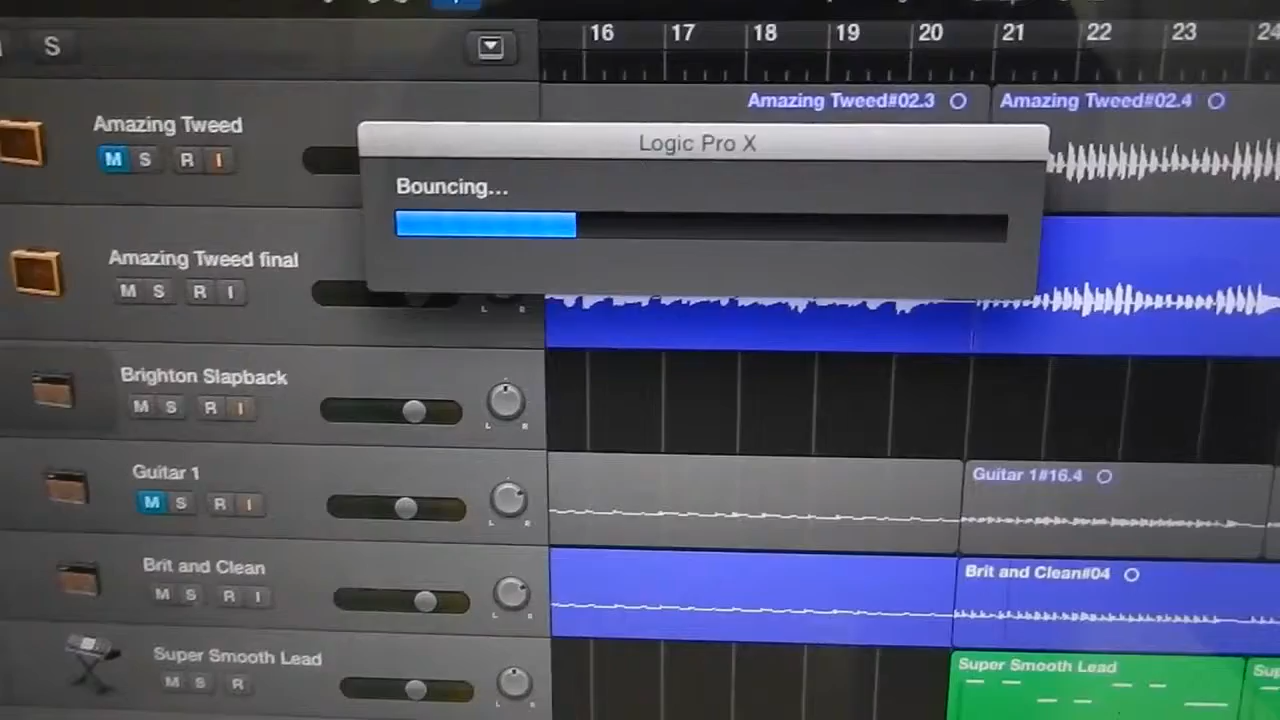 S
16 17 18 19 20 21 22 23 24
Amazing Tweed#02.3
Amazing Tweed#02.4
Amazing Tweed
M S R I
Logic Pro X
Bouncing...
Amazing Tweed final
M S R I
L R
Brighton Slapback
M S R I
L R
Guitar 1
M S R I
L R
Guitar 1#16.4
Brit and Clean
M S R I
L R
Brit and Clean#04
Super Smooth Lead
M S R
L R
Super Smooth Lead